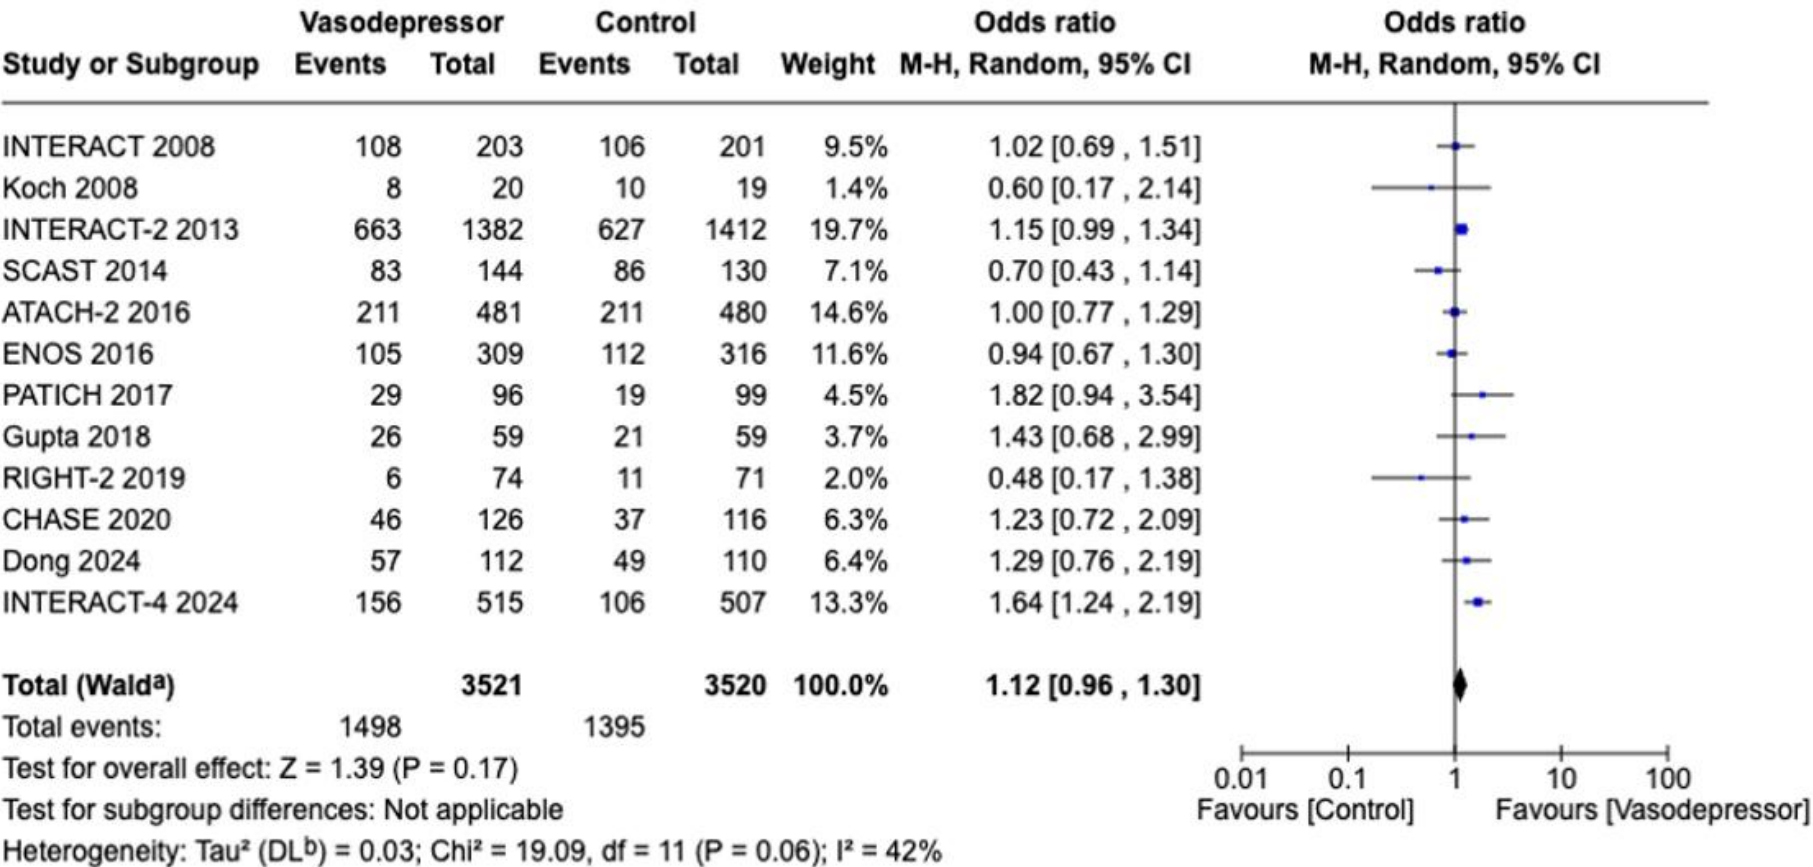 Vasodepressor Control Odds ratio Odds ratio
Study or Subgroup Events Total Events Total Weight M-H, Random, 95% CI M-H, Random, 95% CI
INTERACT 2008 108 203 106 201 9.5% 1.02 [0.69 , 1.51]
Koch 2008 8 20 10 19 1.4% 0.60 [0.17 , 2.14]
INTERACT-2 2013 663 1382 627 1412 19.7% 1.15 [0.99 , 1.34]
SCAST 2014 83 144 86 130 7.1% 0.70 [0.43 , 1.14]
ATACH-2 2016 211 481 211 480 14.6% 1.00 [0.77 , 1.29]
ENOS 2016 105 309 112 316 11.6% 0.94 [0.67 , 1.30]
PATICH 2017 29 96 19 99 4.5% 1.82 [0.94 , 3.54]
Gupta 2018 26 59 21 59 3.7% 1.43 [0.68 , 2.99]
RIGHT-2 2019 6 74 11 71 2.0% 0.48 [0.17 , 1.38]
CHASE 2020 46 126 37 116 6.3% 1.23 [0.72 , 2.09]
Dong 2024 57 112 49 110 6.4% 1.29 [0.76 , 2.19]
INTERACT-4 2024 156 515 106 507 13.3% 1.64 [1.24 , 2.19]
Total (Waldᵃ) 3521 3520 100.0% 1.12 [0.96 , 1.30]
Total events: 1498 1395
Test for overall effect: Z = 1.39 (P = 0.17)
Test for subgroup differences: Not applicable
Heterogeneity: Tau² (DLᵇ) = 0.03; Chi² = 19.09, df = 11 (P = 0.06); I² = 42%
0.01 0.1 1 10 100
Favours [Control] Favours [Vasodepressor]